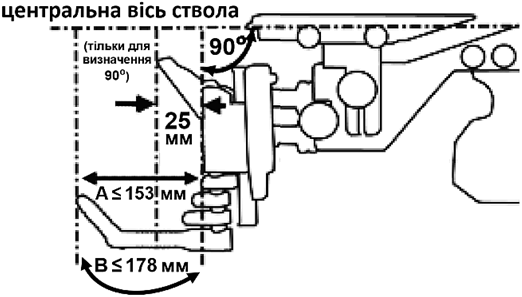 центральна вісь ствола
(тільки для
визначення
90°)
90°
25
мм
A ≤ 153 мм
B ≤ 178 мм